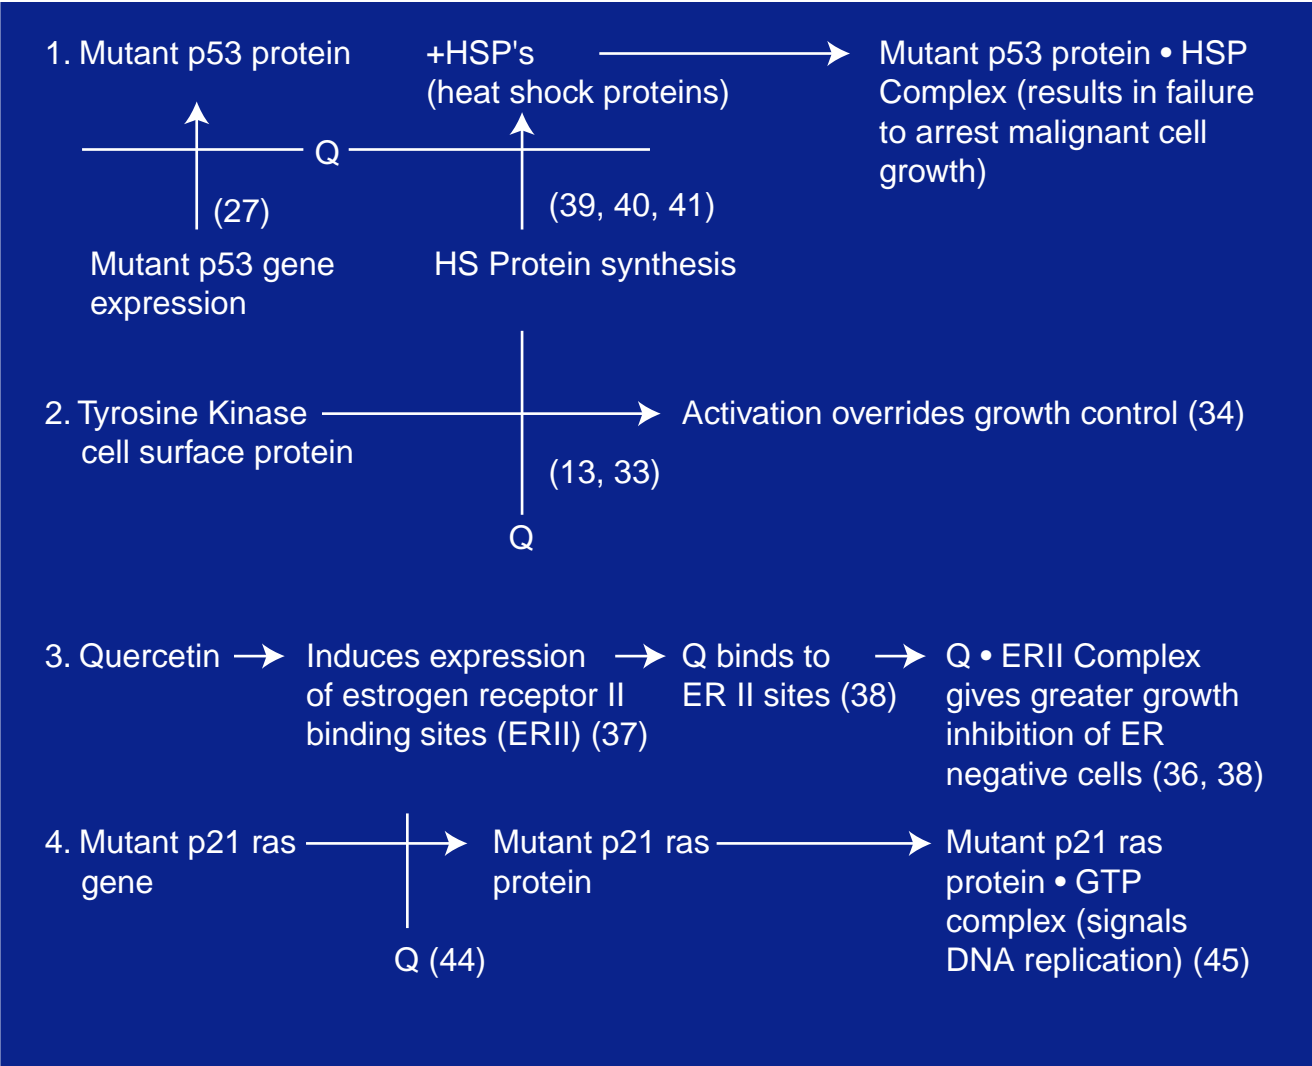 1. Mutant p53 protein
+HSP's
(heat shock proteins)
Mutant p53 protein • HSP
Complex (results in failure
to arrest malignant cell
growth)
Q
(27)
(39, 40, 41)
Mutant p53 gene
expression
HS Protein synthesis
2. Tyrosine Kinase
cell surface protein
Activation overrides growth control (34)
(13, 33)
Q
3. Quercetin
Induces expression
of estrogen receptor II
binding sites (ERII) (37)
Q binds to
ER II sites (38)
Q • ERII Complex
gives greater growth
inhibition of ER
negative cells (36, 38)
4. Mutant p21 ras
gene
Q (44)
Mutant p21 ras
protein
Mutant p21 ras
protein • GTP
complex (signals
DNA replication) (45)